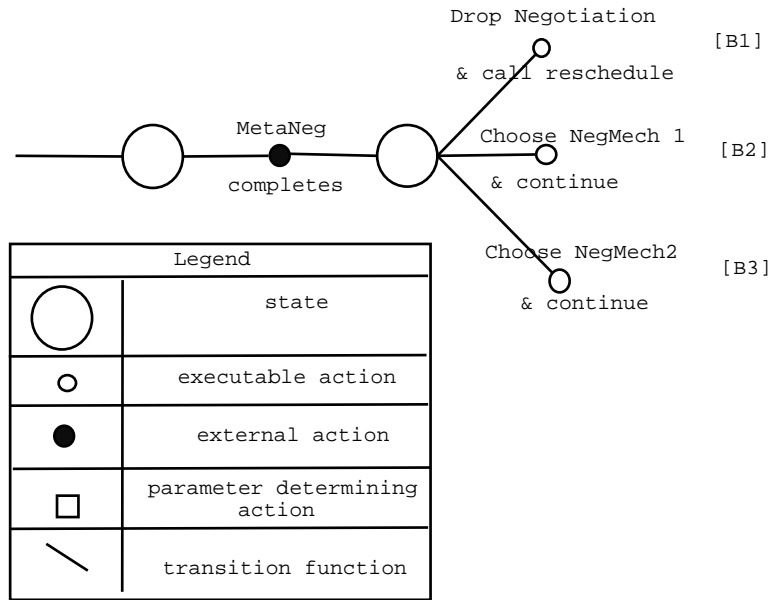 Drop Negotiation
[B1]
& call reschedule
MetaNeg
completes
Choose NegMech 1
[B2]
& continue
Choose NegMech2
[B3]
& continue
Legend
state
executable action
external action
parameter determining
action
transition function